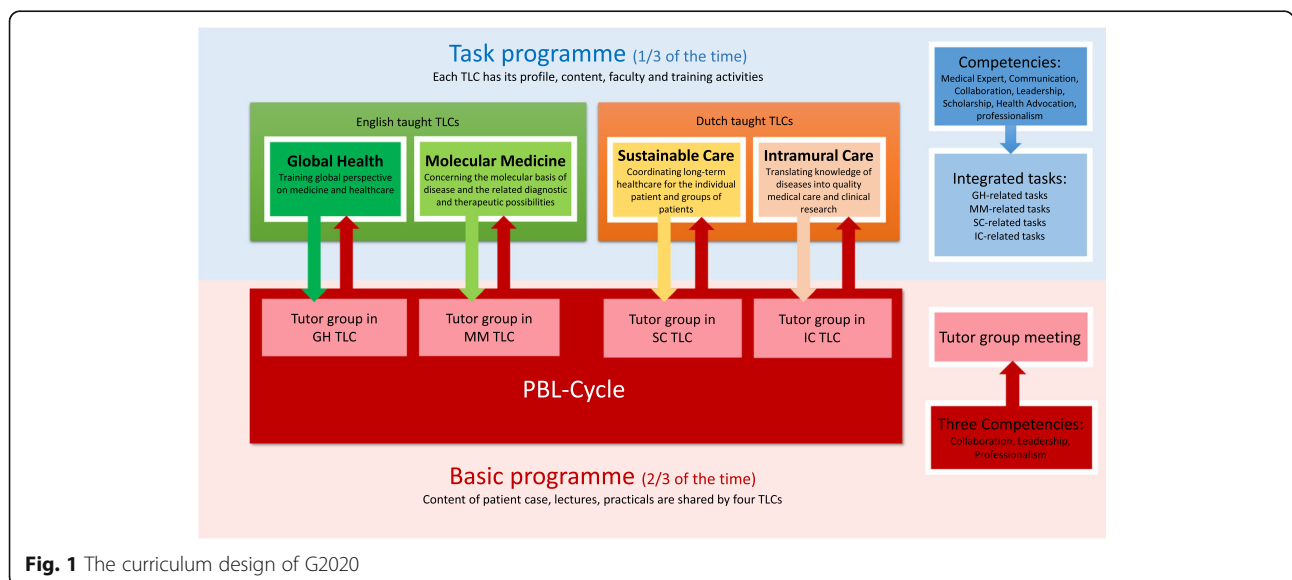 Task programme (1/3 of the time)
Each TLC has its profile, content, faculty and training activities
English taught TLCs
Global Health
Training global perspective
on medicine and healthcare
Molecular Medicine
Concerning the molecular basis of
disease and the related diagnostic
and therapeutic possibilities
Dutch taught TLCs
Sustainable Care
Coordinating long-term
healthcare for the individual
patient and groups of
patients
Intramural Care
Translating knowledge of
diseases into quality
medical care and clinical
research
Competencies:
Medical Expert, Communication,
Collaboration, Leadership,
Scholarship, Health Advocation,
professionalism
Integrated tasks:
GH-related tasks
MM-related tasks
SC-related tasks
IC-related tasks
Tutor group in
GH TLC
Tutor group in
MM TLC
Tutor group in
SC TLC
Tutor group in
IC TLC
PBL-Cycle
Tutor group meeting
Three Competencies:
Collaboration, Leadership,
Professionalism
Basic programme (2/3 of the time)
Content of patient case, lectures, practicals are shared by four TLCs
Fig. 1 The curriculum design of G2020